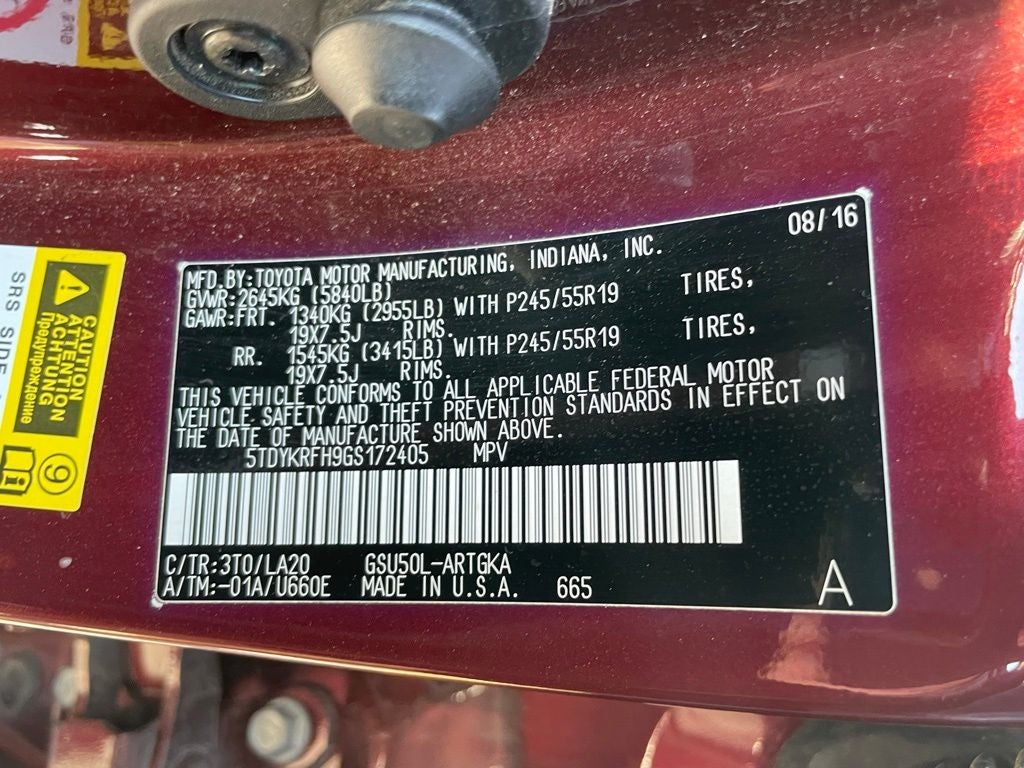 08/16
MFD.BY:TOYOTA MOTOR MANUFACTURING, INDIANA, INC.
GVWR:2645KG (5840LB)
GAWR:FRT. 1340KG (2955LB) WITH P245/55R19 TIRES,
19X7.5J RIMS.
RR. 1545KG (3415LB) WITH P245/55R19 TIRES,
19X7.5J RIMS.
THIS VEHICLE CONFORMS TO ALL APPLICABLE FEDERAL MOTOR
VEHICLE SAFETY AND THEFT PREVENTION STANDARDS IN EFFECT ON
THE DATE OF MANUFACTURE SHOWN ABOVE.
5TDYKRFH9GS172405 MPV
C/TR:3T0/LA20 GSU50L-ARTGKA
A/TM:-01A/U660E MADE IN U.S.A. 665
A
CAUTION
ATTENTION
ACHTUNG
Предупреждение
9
i
SRS SIDE